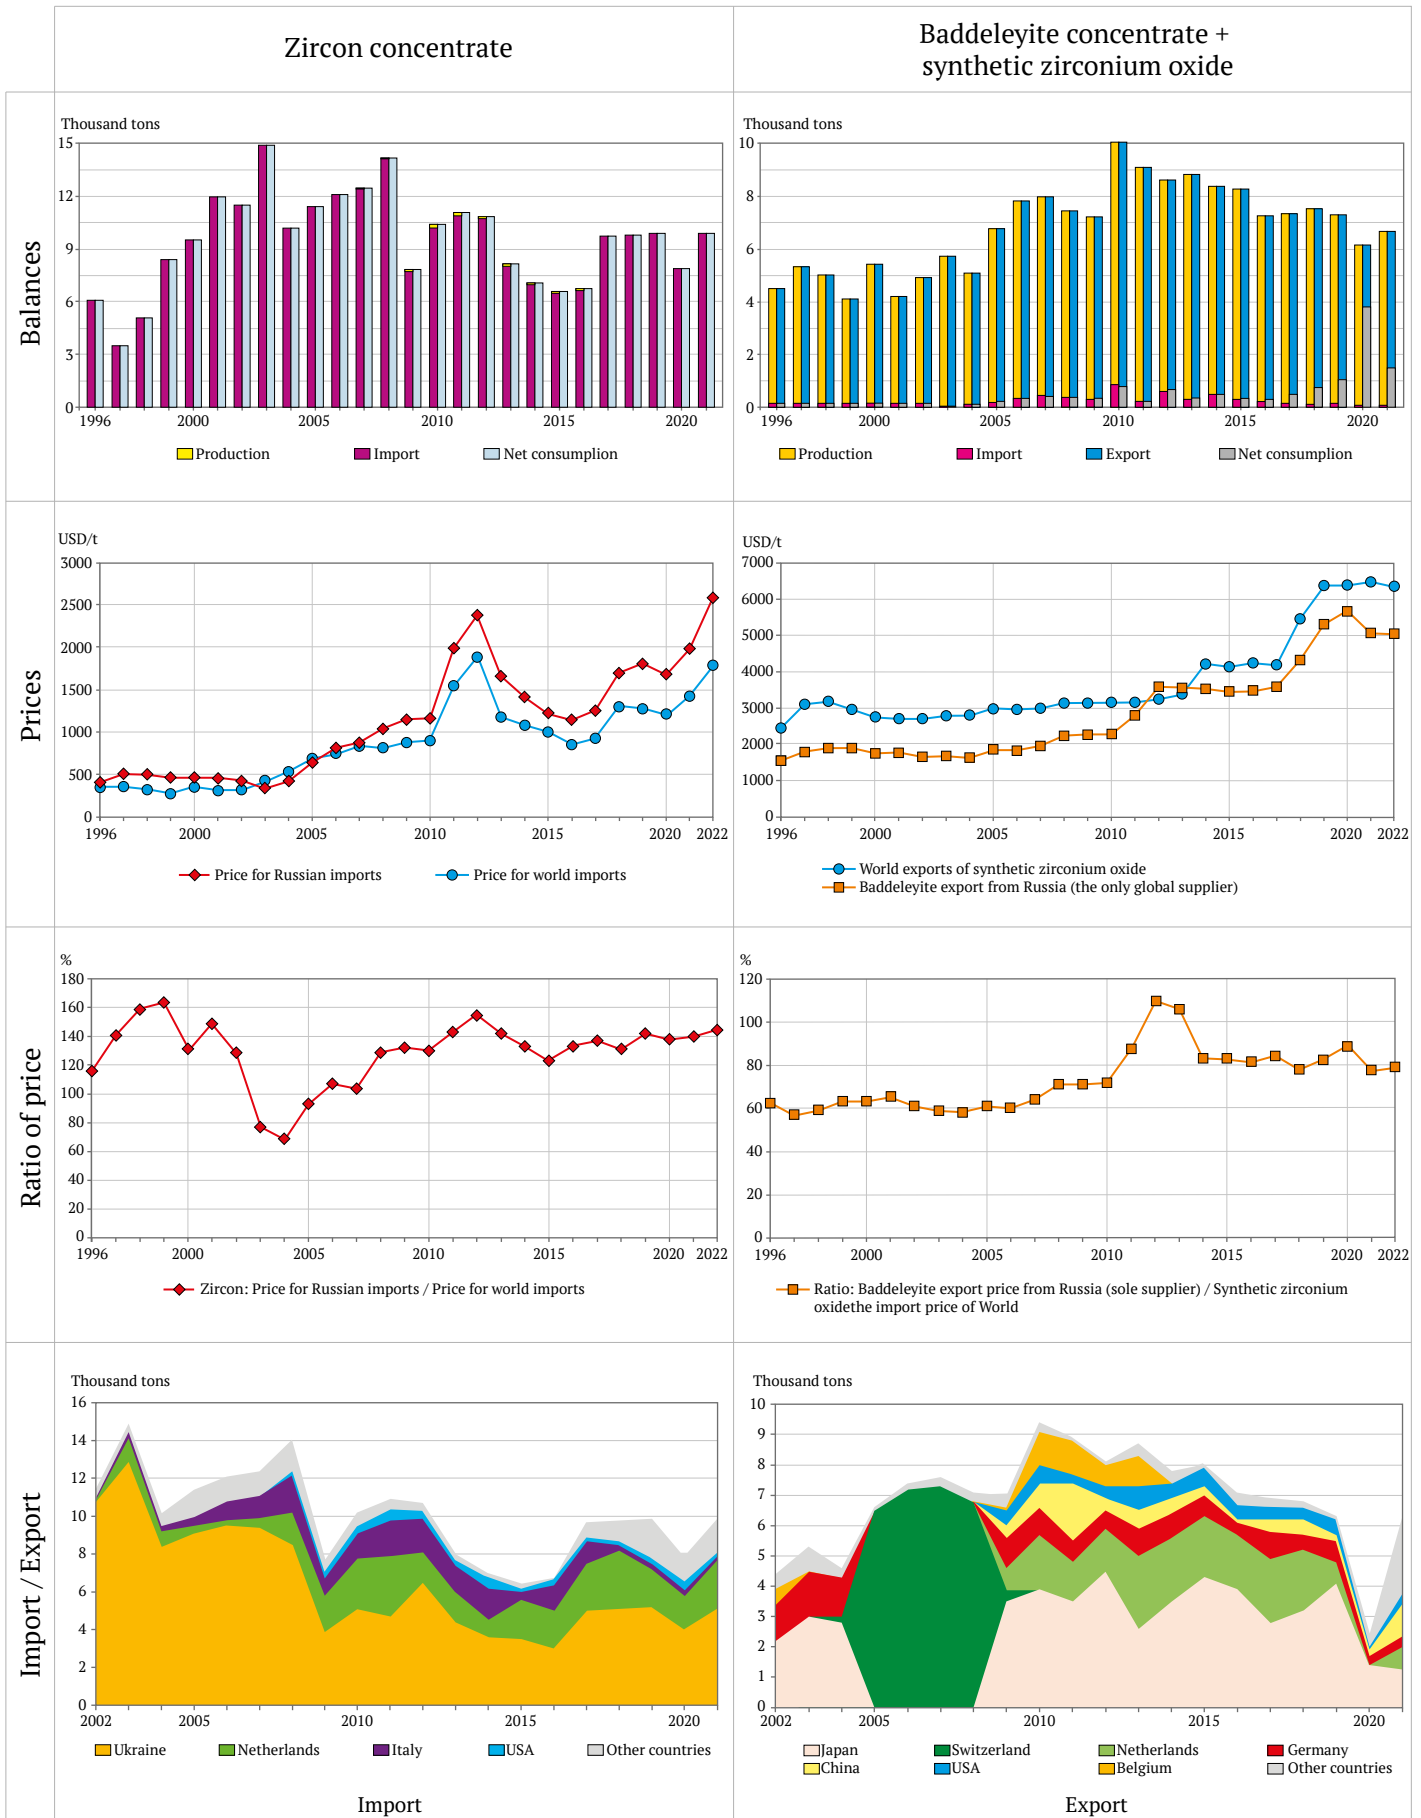 Zircon concentrate
Baddeleyite concentrate +
synthetic zirconium oxide
Balances
Thousand tons
15
12
9
6
3
0
1996
2000
2005
2010
2015
2020
Production
Import
Net consumplion
Thousand tons
10
8
6
4
2
0
1996
2000
2005
2010
2015
2020
Production
Import
Export
Net consumplion
Prices
USD/t
3000
2500
2000
1500
1000
500
0
1996
2000
2005
2010
2015
2020
2022
Price for Russian imports
Price for world imports
USD/t
7000
6000
5000
4000
3000
2000
1000
0
1996
2000
2005
2010
2015
2020
2022
World exports of synthetic zirconium oxide
Baddeleyite export from Russia (the only global supplier)
Ratio of price
%
180
160
140
120
100
80
60
40
20
0
1996
2000
2005
2010
2015
2020
2022
Zircon: Price for Russian imports / Price for world imports
%
120
100
80
60
40
20
0
1996
2000
2005
2010
2015
2020
2022
Ratio: Baddeleyite export price from Russia (sole supplier) / Synthetic zirconium
oxidethe import price of World
Import / Export
Thousand tons
16
14
12
10
8
6
4
2
0
2002
2005
2010
2015
2020
Ukraine
Netherlands
Italy
USA
Other countries
Import
Thousand tons
10
9
8
7
6
5
4
3
2
1
0
2002
2005
2010
2015
2020
Japan
Switzerland
Netherlands
Germany
China
USA
Belgium
Other countries
Export